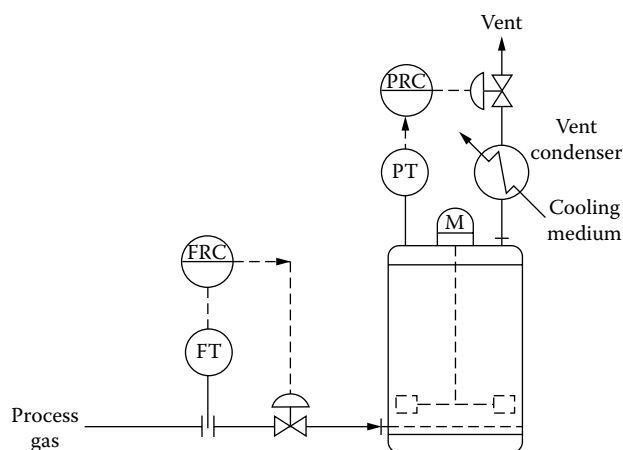 Vent
PRC
Vent
condenser
PT
Cooling
medium
M
FRC
FT
Process
gas